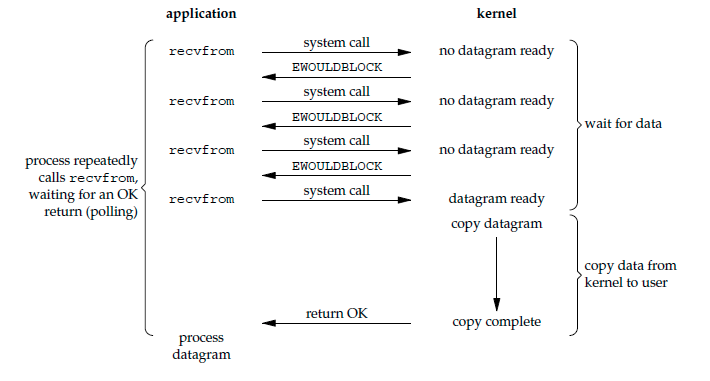 application
kernel
recvfrom
system call
no datagram ready
EWOULDBLOCK
recvfrom
system call
no datagram ready
EWOULDBLOCK
wait for data
recvfrom
system call
no datagram ready
EWOULDBLOCK
process repeatedly
calls recvfrom,
waiting for an OK
return (polling)
recvfrom
system call
datagram ready
copy datagram
copy data from
kernel to user
return OK
copy complete
process
datagram